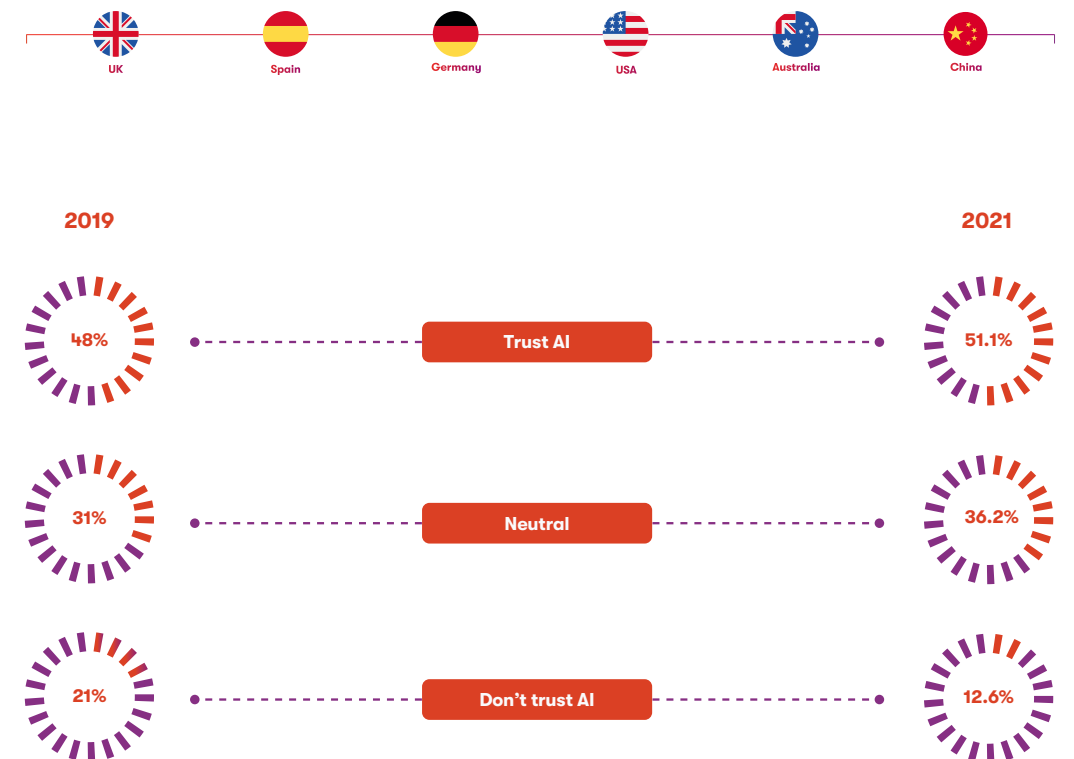 UK
Spain
Germany
USA
Australia
China
2019
2021
48%
Trust AI
51.1%
31%
Neutral
36.2%
21%
Don't trust AI
12.6%